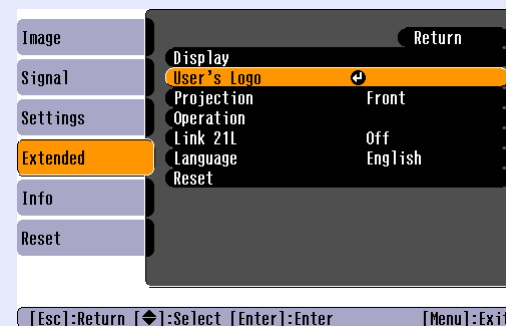 Image
Signal
Settings
Extended
Info
Reset
Return
Display
User's Logo
Projection Front
Operation
Link 21L Off
Language English
Reset
[Esc]:Return [◆]:Select [Enter]:Enter [Menu]:Exit